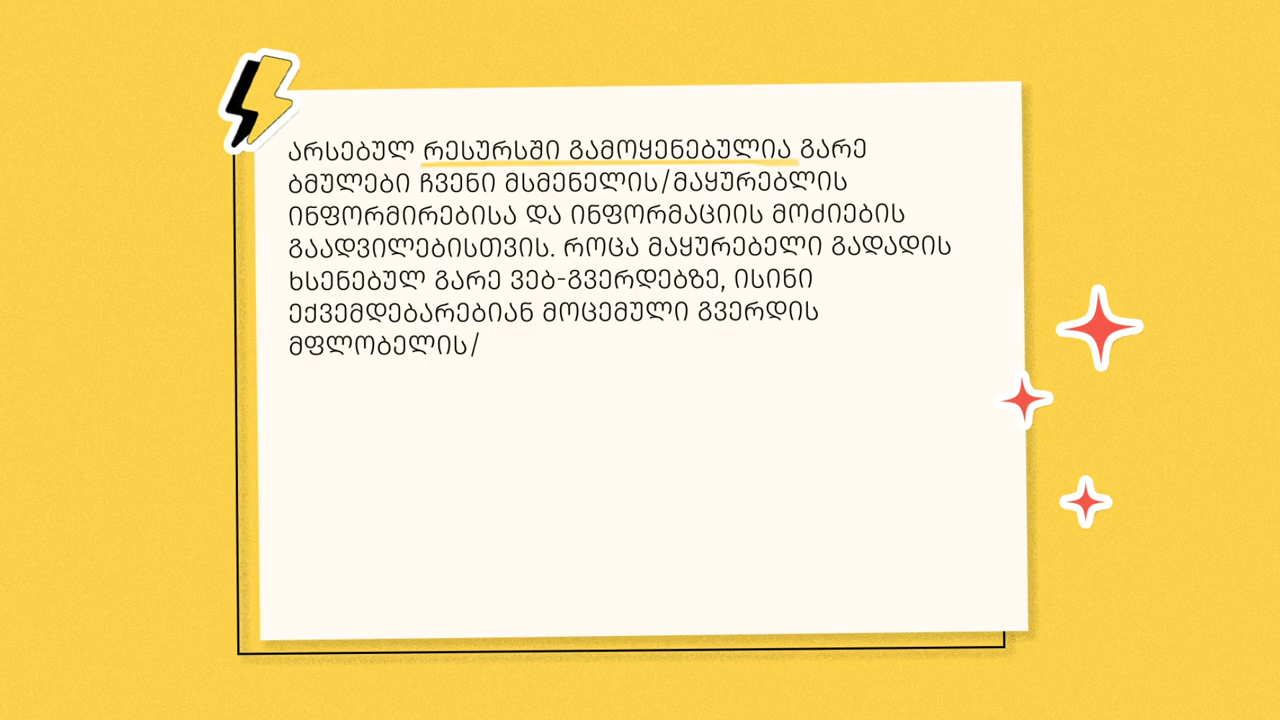 არსებულ რესურსში გამოყენებულია გარე
ბმულები ჩვენი მსმენელის/მაყურებლის
ინფორმირებისა და ინფორმაციის მოძიების
გაადვილებისთვის. როცა მაყურებელი გადადის
ხსენებულ გარე ვებ-გვერდებზე, ისინი
ექვემდებარებიან მოცემული გვერდის
მფლობელის/